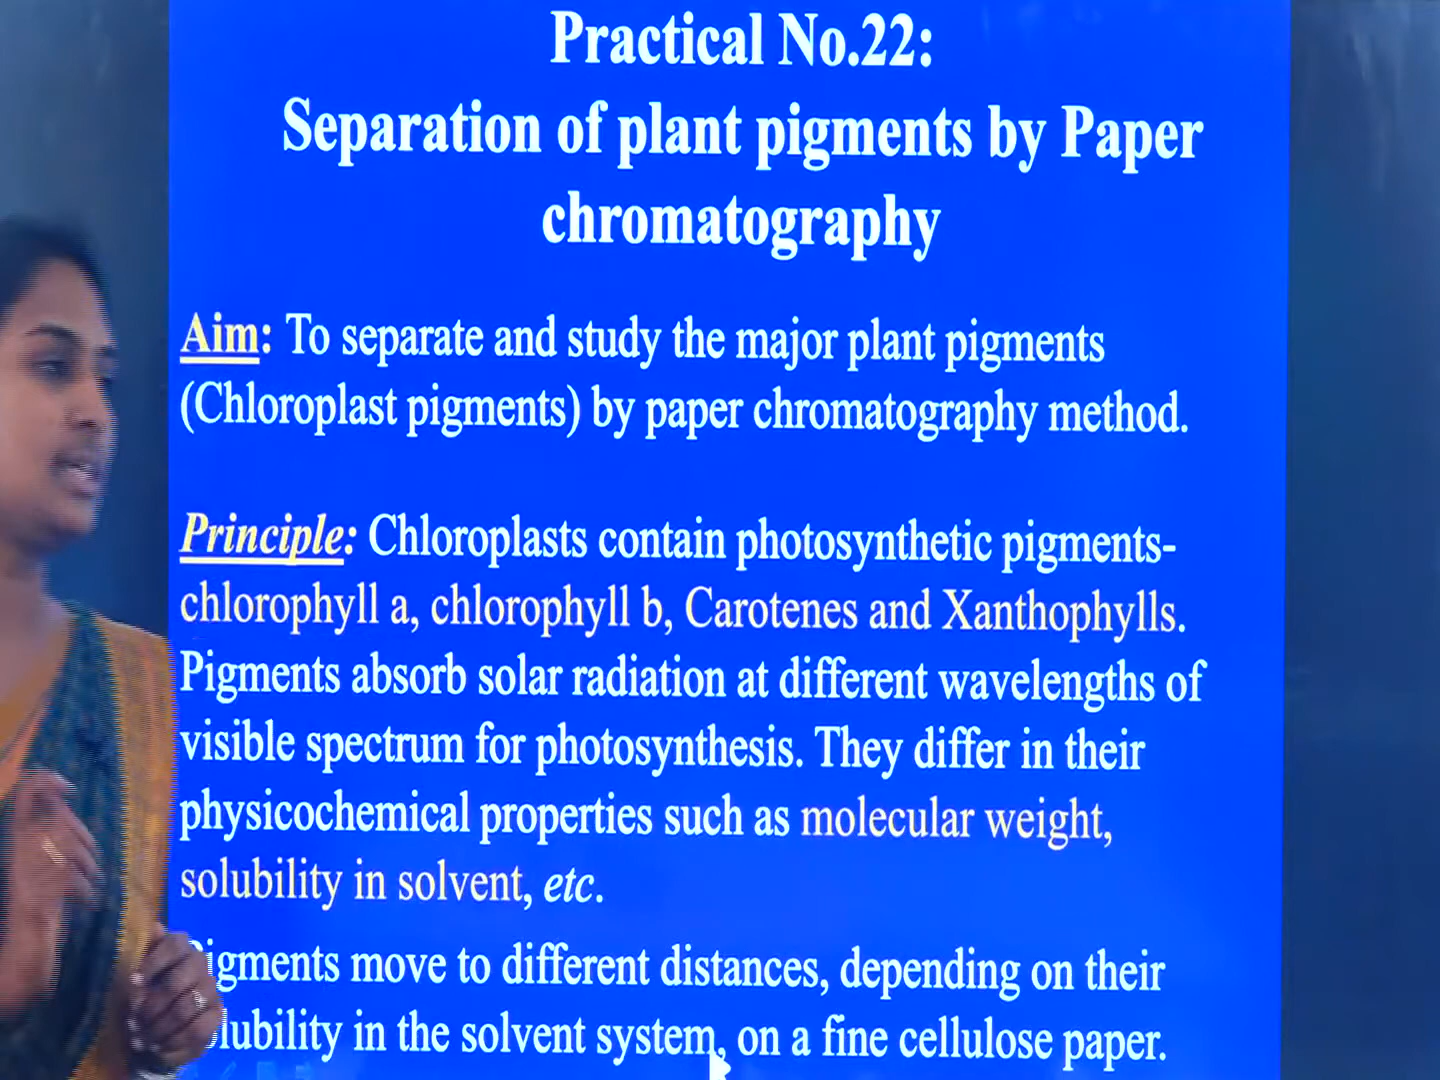 Practical No.22:
Separation of plant pigments by Paper
chromatography
Aim: To separate and study the major plant pigments
(Chloroplast pigments) by paper chromatography method.
Principle: Chloroplasts contain photosynthetic pigments-
chlorophyll a, chlorophyll b, Carotenes and Xanthophylls.
Pigments absorb solar radiation at different wavelengths of
visible spectrum for photosynthesis. They differ in their
physicochemical properties such as molecular weight,
solubility in solvent, etc.
Pigments move to different distances, depending on their
solubility in the solvent system, on a fine cellulose paper.